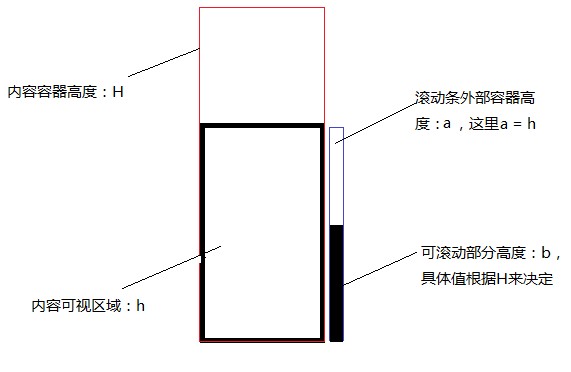 内容容器高度：H
滚动条外部容器高
度：a ，这里a = h
可滚动部分高度：b，
具体值根据H来决定
内容可视区域：h